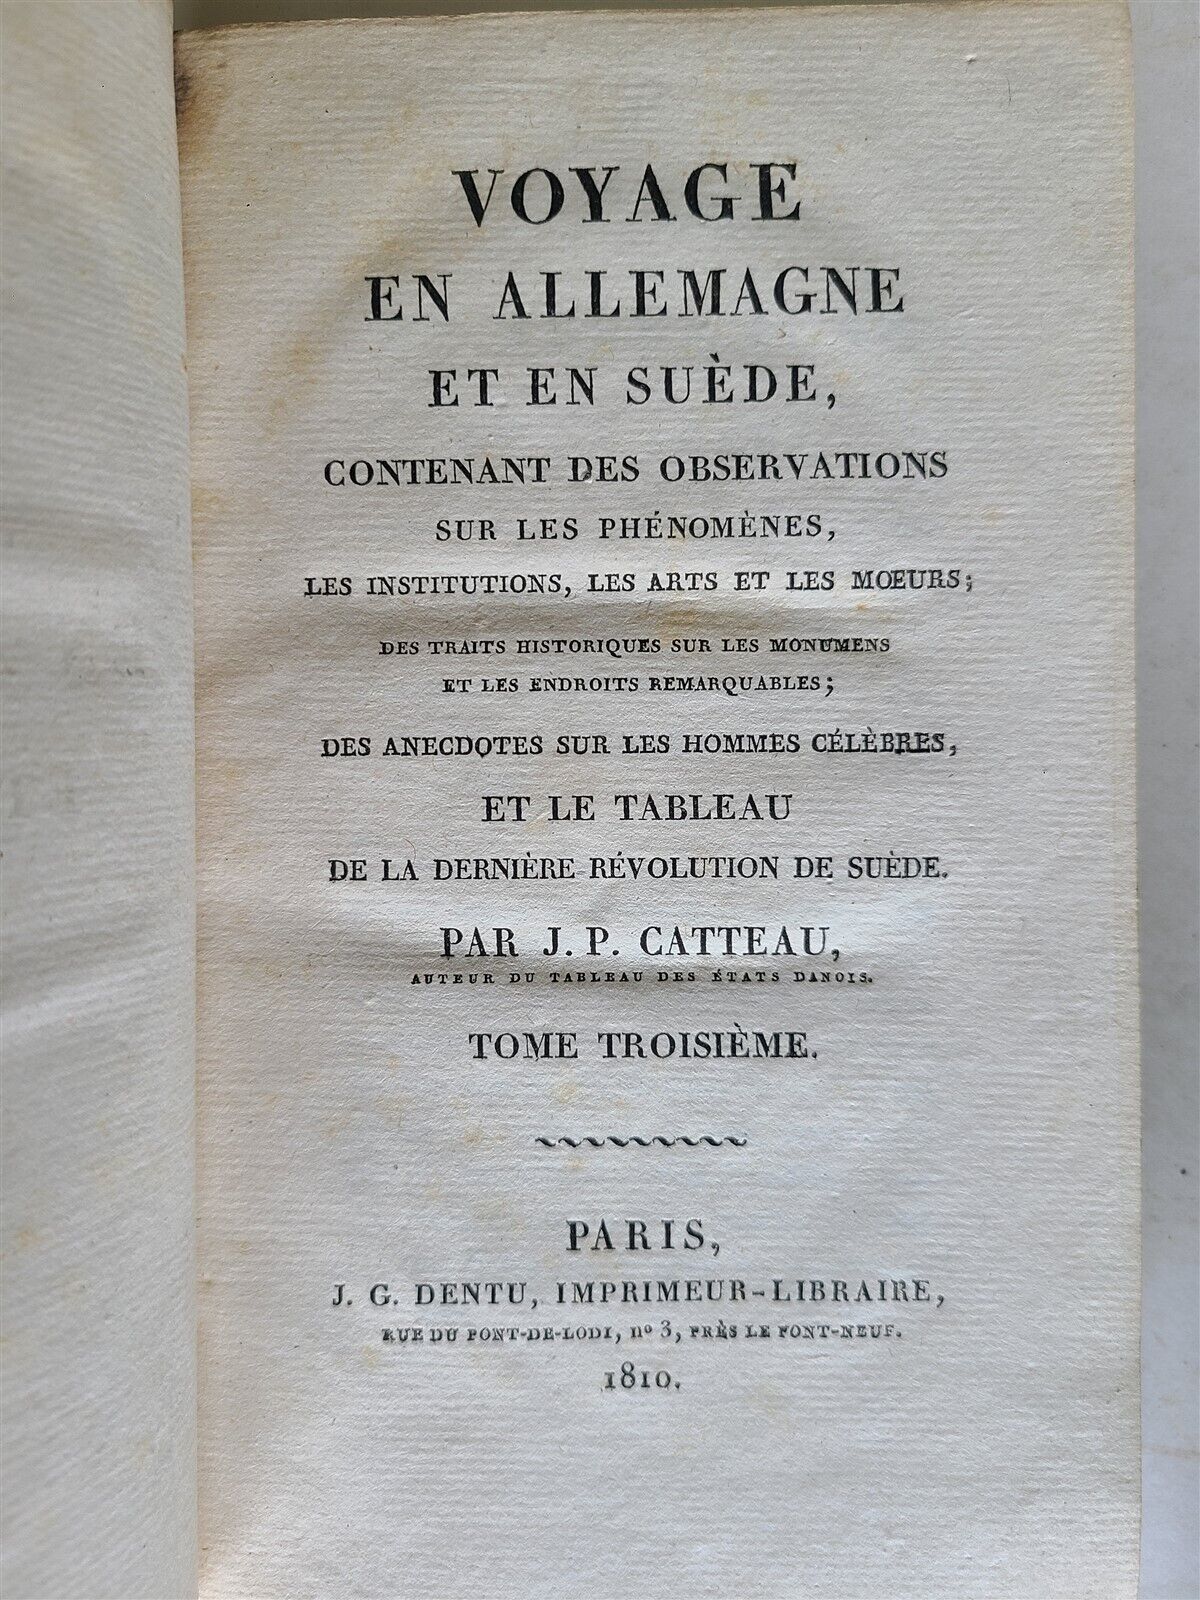 VOYAGE
EN ALLEMAGNE
ET EN SUÈDE,
CONTENANT DES OBSERVATIONS
SUR LES PHÉNOMÈNES,
LES INSTITUTIONS, LES ARTS ET LES MŒURS;
DES TRAITS HISTORIQUES SUR LES MONUMENS
ET LES ENDROITS REMARQUABLES;
DES ANECDOTES SUR LES HOMMES CÉLÈBRES,
ET LE TABLEAU
DE LA DERNIÈRE RÉVOLUTION DE SUÈDE.
PAR J. P. CATTEAU,
AUTEUR DU TABLEAU DES ÉTATS DANOIS.
TOME TROISIÈME.
PARIS,
J. G. DENTU, IMPRIMEUR-LIBRAIRE,
RUE DU PONT-DE-LODI, nº 3, PRÈS LE PONT-NEUF.
1810.